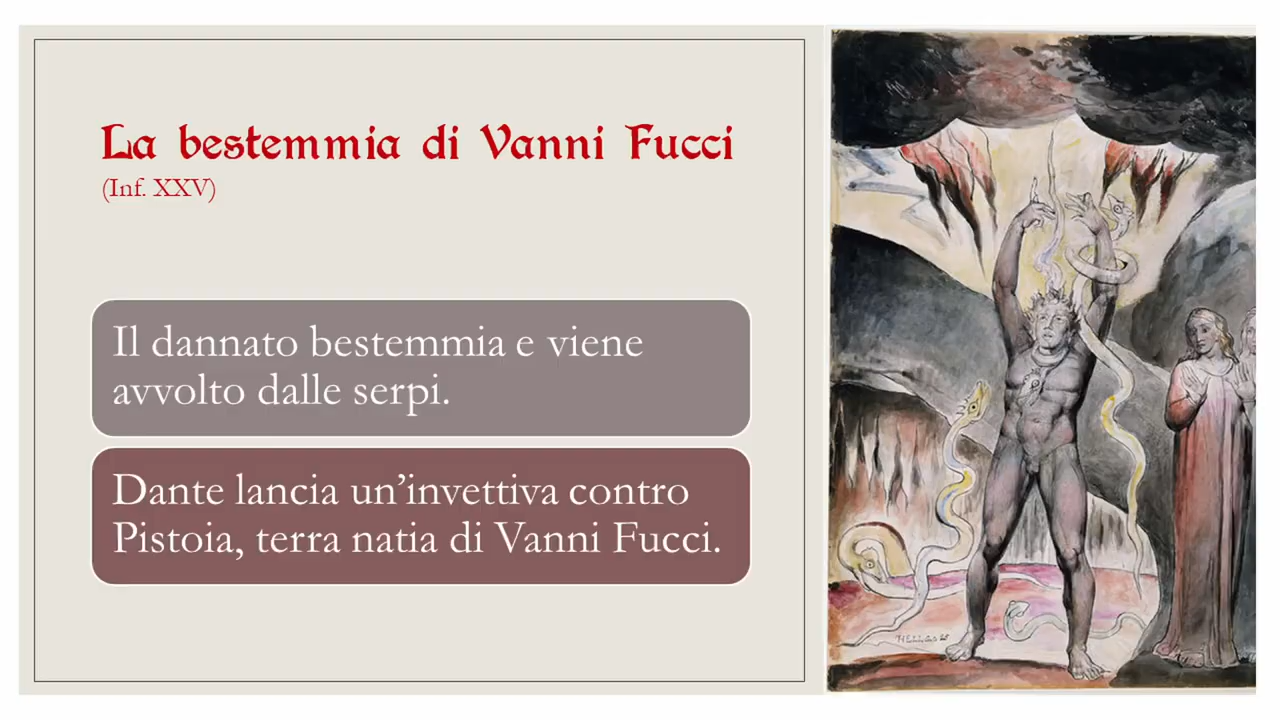 La bestemmia di Vanni Fucci
(Inf. XXV)
Il dannato bestemmia e viene
avvolto dalle serpi.
Dante lancia un’invettiva contro
Pistoia, terra natia di Vanni Fucci.